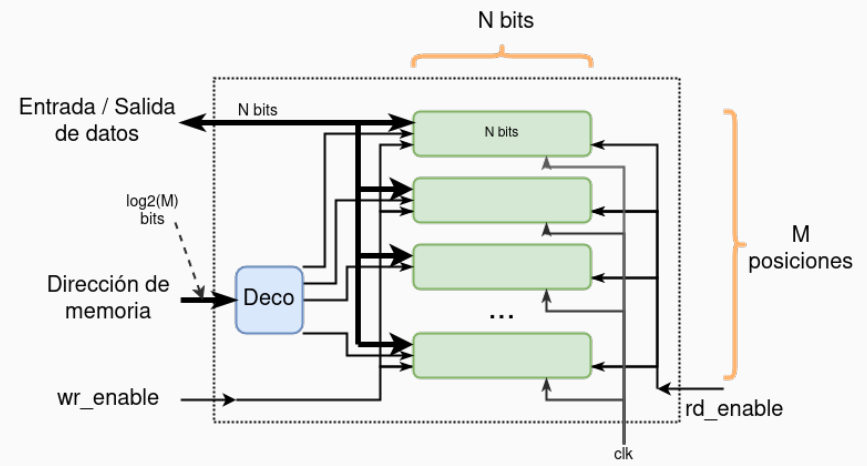 N bits
Entrada / Salida
de datos
N bits
N bits
log2(M)
bits
M
posiciones
Dirección de
memoria
Deco
...
wr_enable
rd_enable
clk